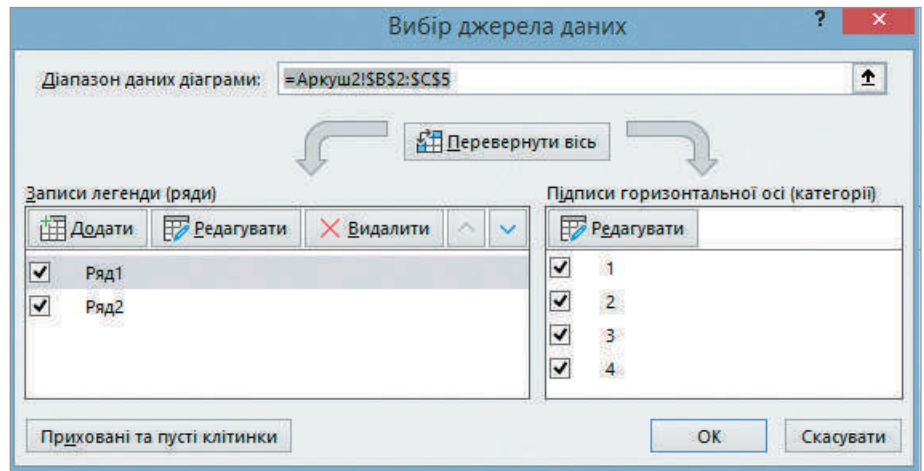 Вибір джерела даних
?
Діапазон даних діаграми: =Аркуш2!$B$2:$C$5
Перевернути вісь
Записи легенди (ряди)
Додати Редагувати Видалити
Ряд1
Ряд2
Підписи горизонтальної осі (категорії)
Редагувати
1
2
3
4
Приховані та пусті клітинки
ОК Скасувати